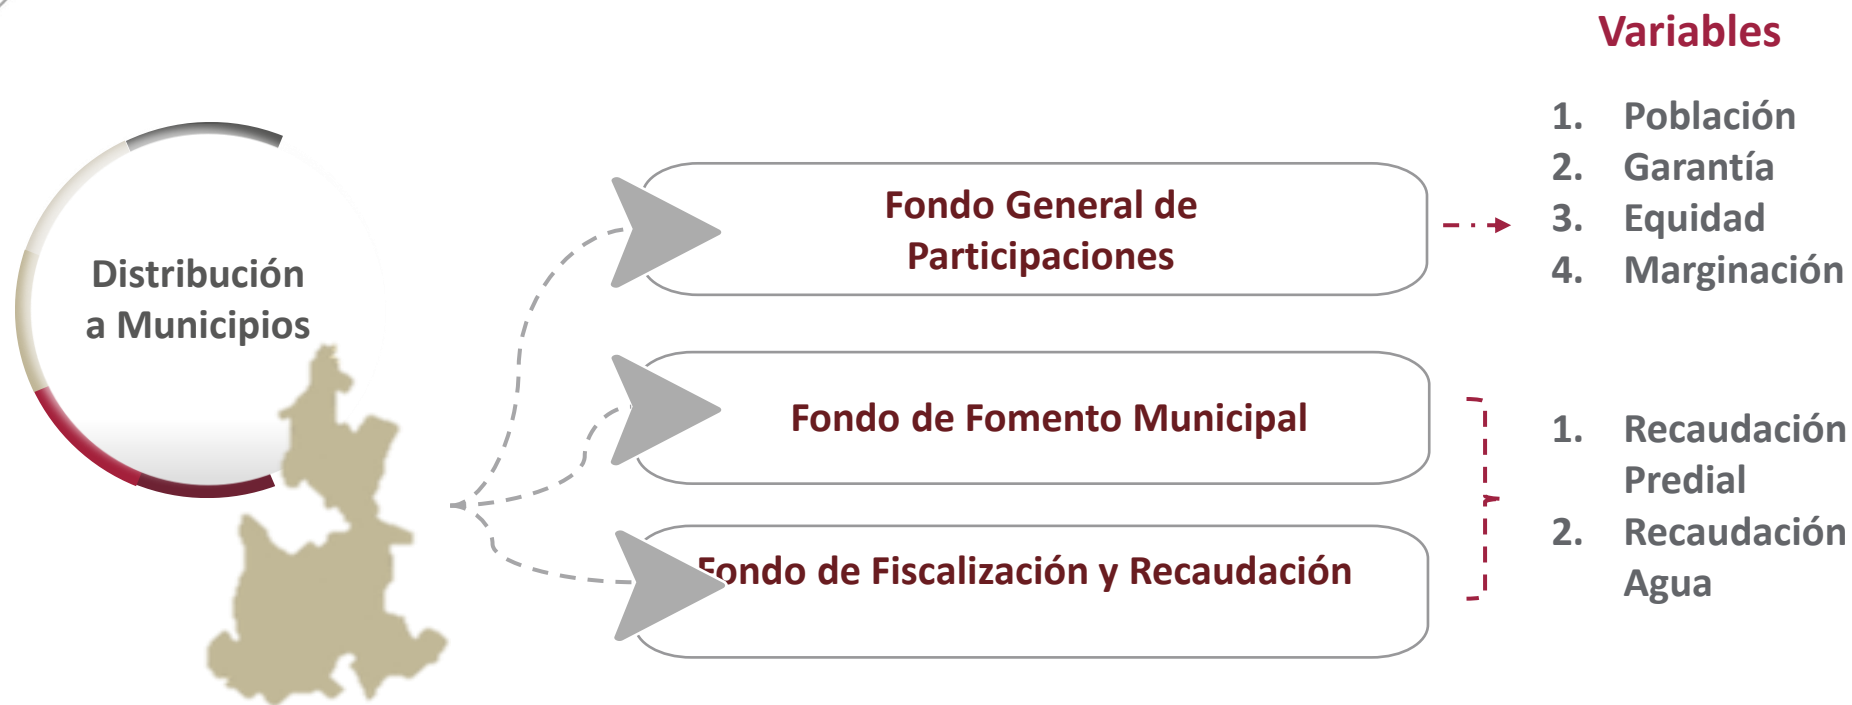 Variables
Distribución
a Municipios
Fondo General de
Participaciones
1. Población
2. Garantía
3. Equidad
4. Marginación
Fondo de Fomento Municipal
Fondo de Fiscalización y Recaudación
1. Recaudación
Predial
2. Recaudación
Agua